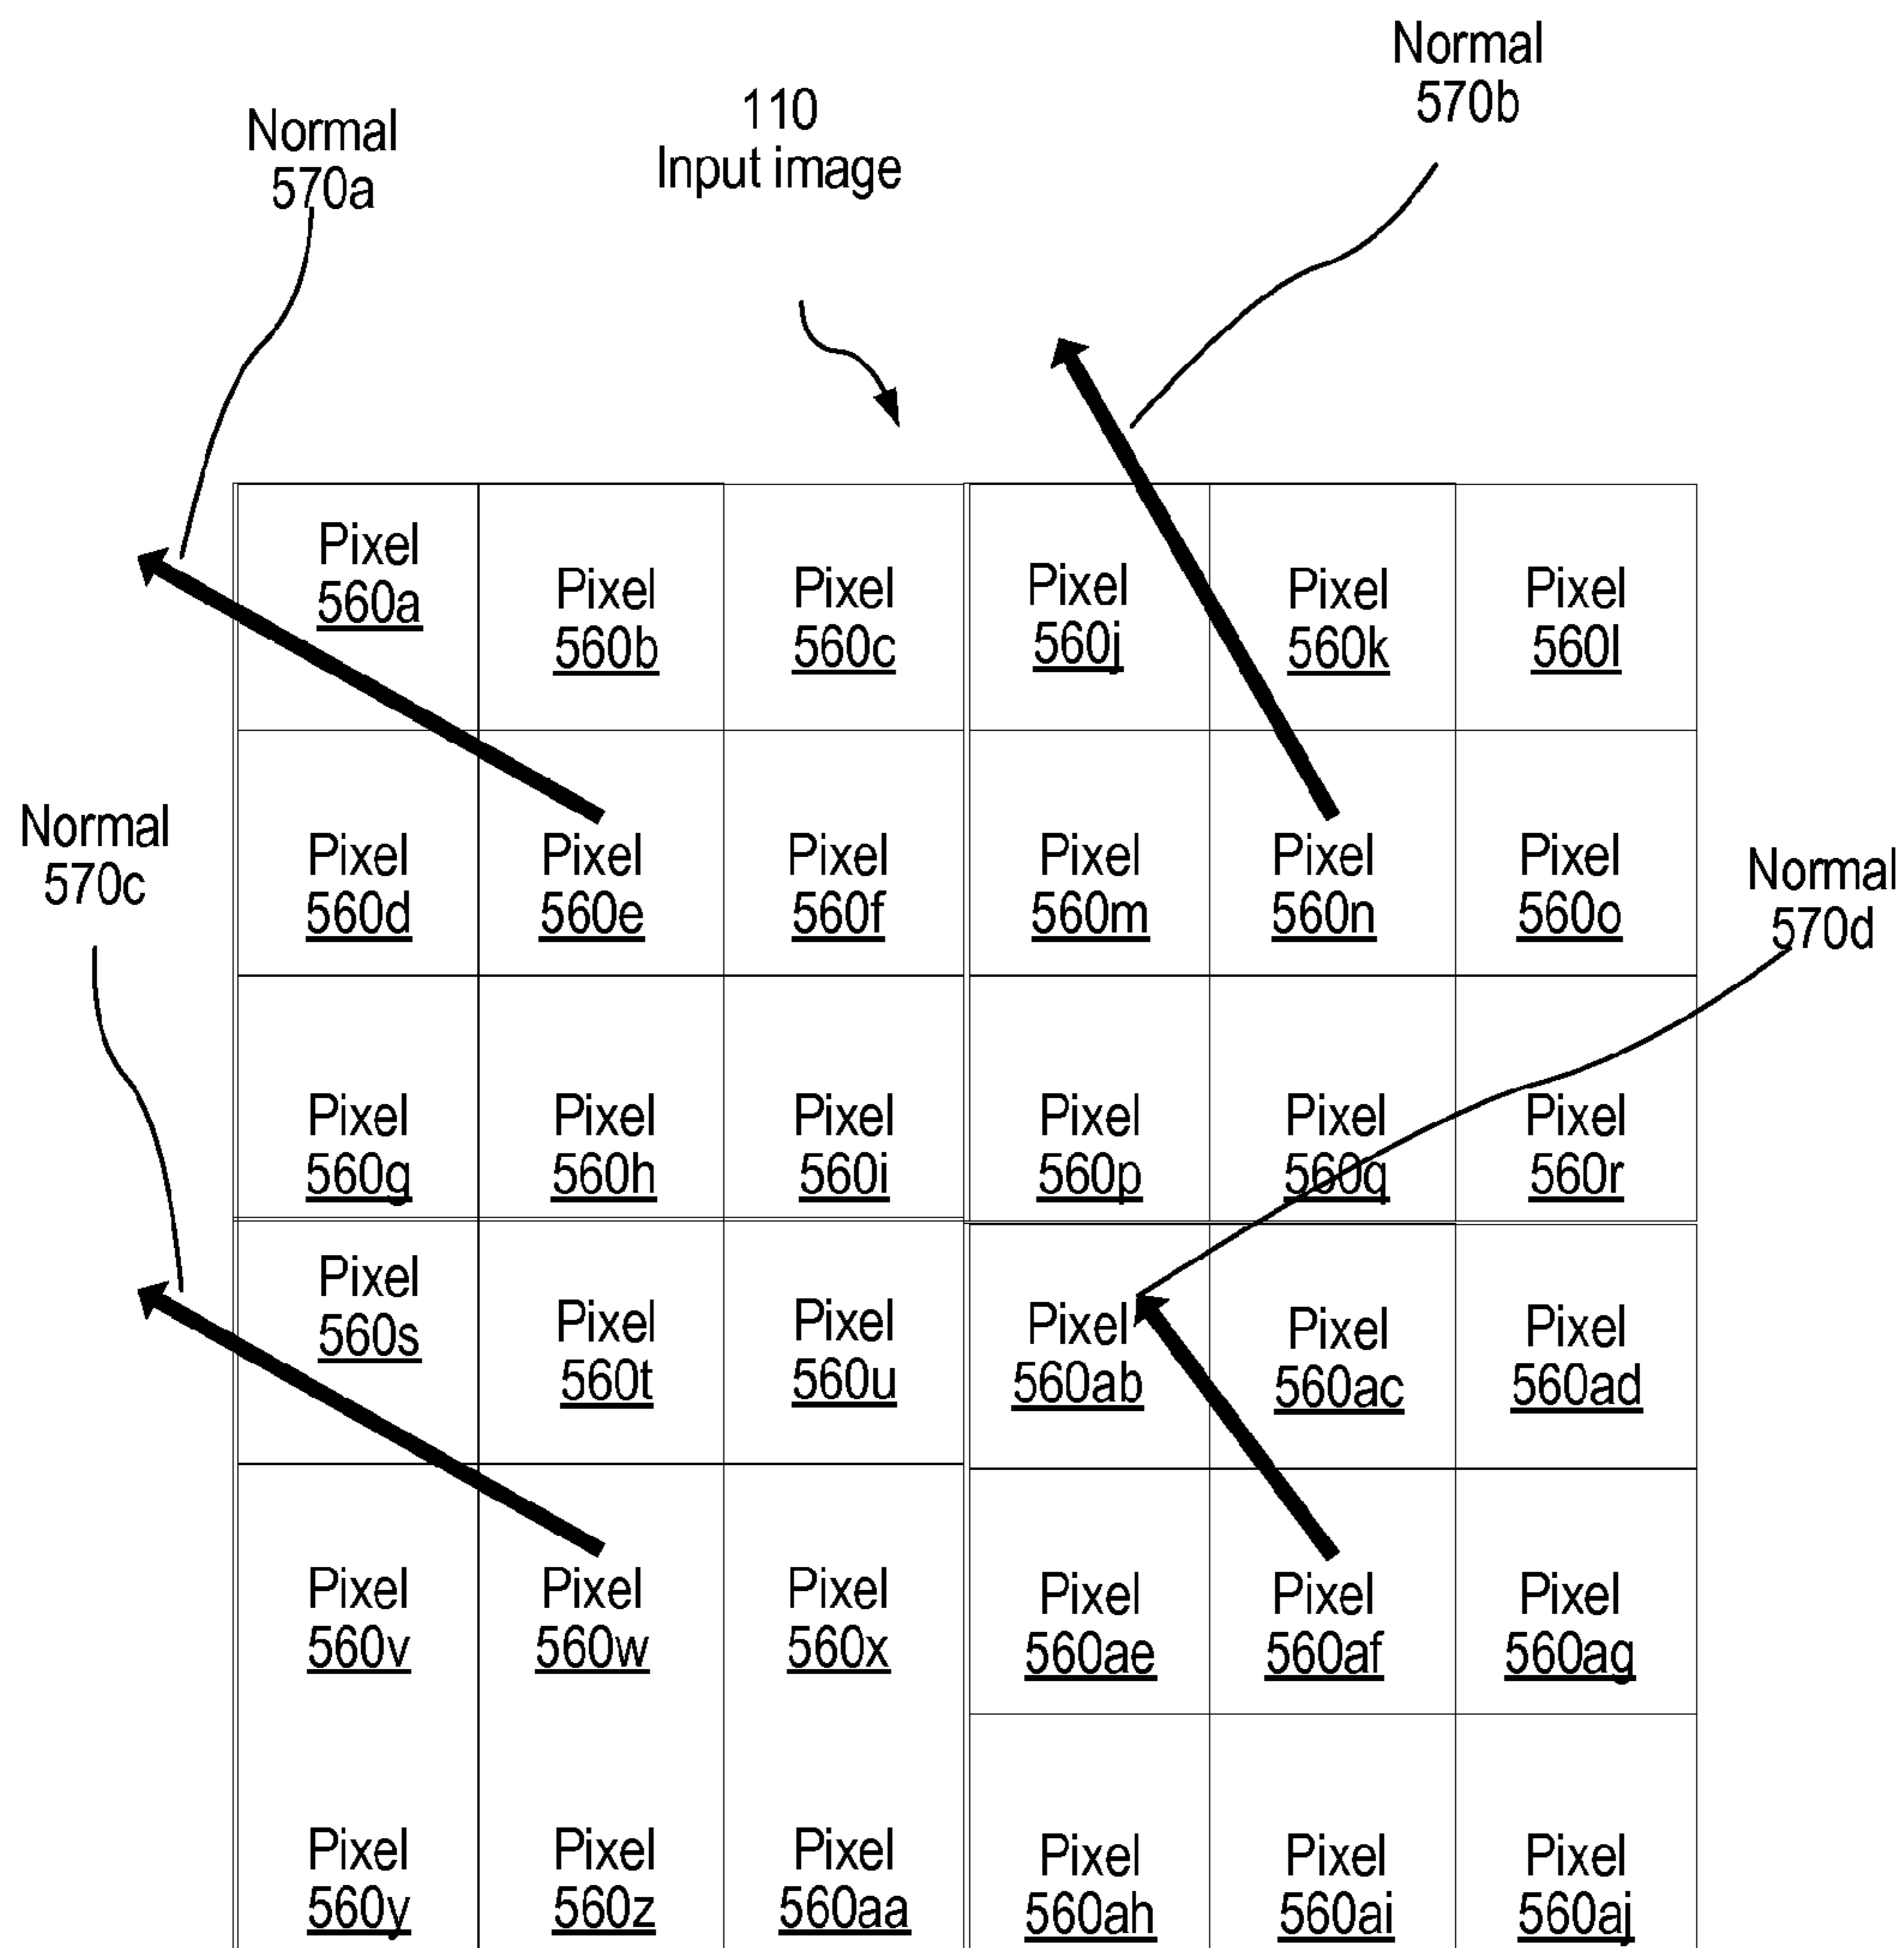 Normal
570b
110
Input image
Normal
570a
Pixel
560a
Pixel
560b
Pixel
560c
Pixel
560j
Pixel
560k
Pixel
560l
Normal
570c
Pixel
560d
Pixel
560e
Pixel
560f
Pixel
560m
Pixel
560n
Pixel
560o
Normal
570d
Pixel
560g
Pixel
560h
Pixel
560i
Pixel
560p
Pixel
560q
Pixel
560r
Pixel
560s
Pixel
560t
Pixel
560u
Pixel
560ab
Pixel
560ac
Pixel
560ad
Pixel
560v
Pixel
560w
Pixel
560x
Pixel
560ae
Pixel
560af
Pixel
560ag
Pixel
560y
Pixel
560z
Pixel
560aa
Pixel
560ah
Pixel
560ai
Pixel
560aj